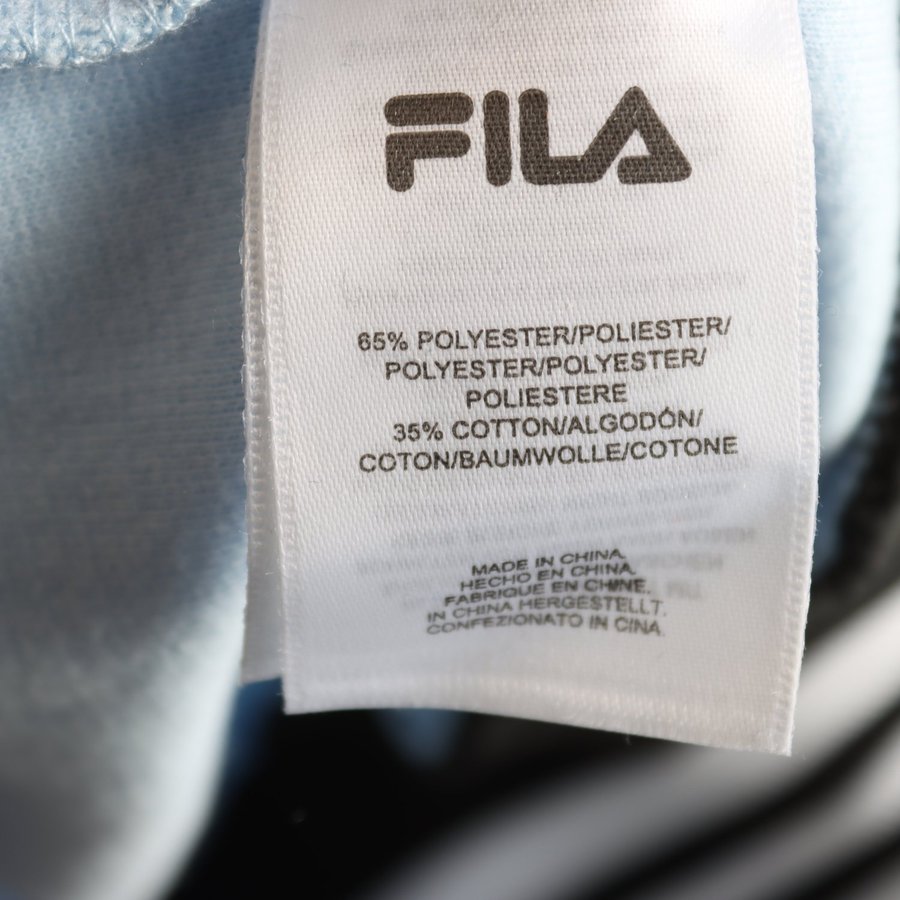 FILA
65% POLYESTER/POLIESTER/
POLYESTER/POLYESTER/
POLIESTERE
35% COTTON/ALGODÓN/
COTON/BAUMWOLLE/COTONE
MADE IN CHINA.
HECHO EN CHINA.
FABRIQUE EN CHINE.
IN CHINA HERGESTELLT.
CONFEZIONATO IN CINA.